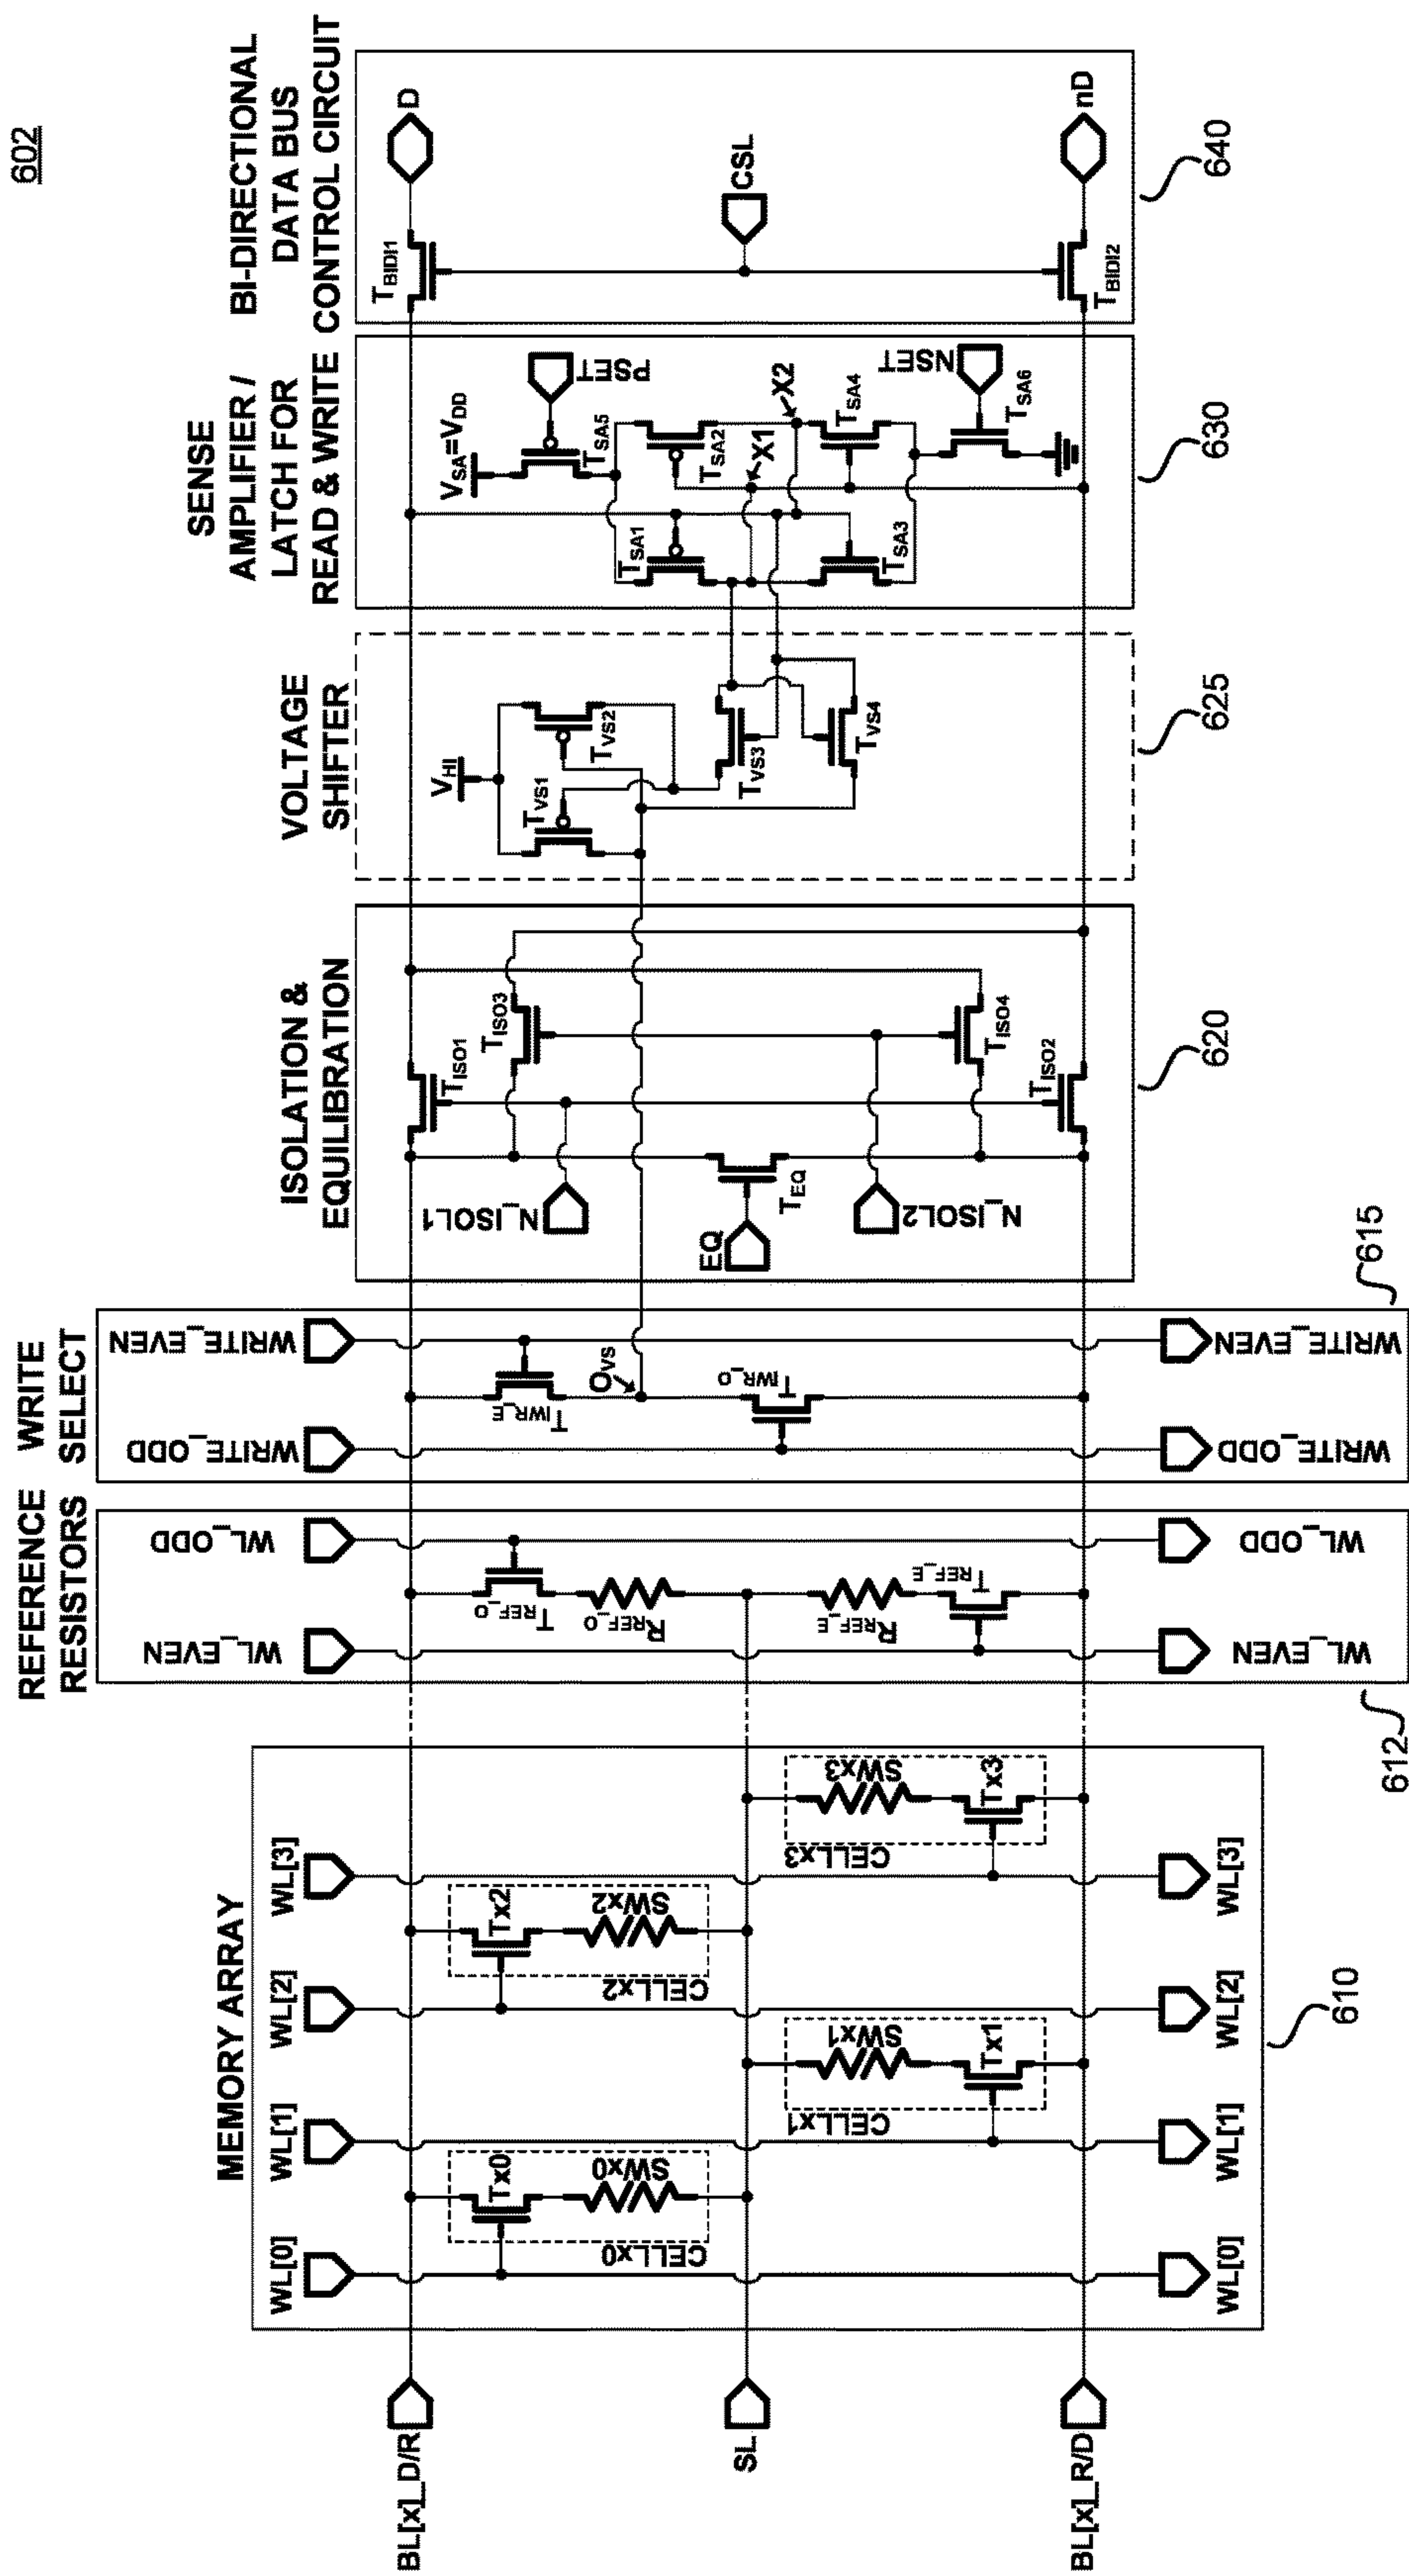 602
MEMORY ARRAY
REFERENCE
RESISTORS
WRITE
SELECT
ISOLATION &
EQUILIBRATION
VOLTAGE
SHIFTER
SENSE
AMPLIFIER /
LATCH FOR
READ & WRITE
BI-DIRECTIONAL
DATA BUS
CONTROL CIRCUIT
BL[x]_D/R
SL
BL[x]_R/D
WL[0]
WL[1]
WL[2]
WL[3]
CELLx0
Tx0
SWx0
CELLx1
SWx1
Tx1
CELLx2
Tx2
SWx2
CELLx3
SWx3
Tx3
WL[0]
WL[1]
WL[2]
WL[3]
610
WL_EVEN
WL_ODD
TREF_O
RREF_O
RREF_E
TREF_E
WL_EVEN
WL_ODD
612
WRITE_ODD
WRITE_EVEN
TWR_E
OVS
TWR_O
WRITE_ODD
WRITE_EVEN
615
N_ISOL1
EQ
TEQ
N_ISOL2
TISO1
TISO3
TISO4
TISO2
620
VHI
TVS1
TVS2
TVS3
TVS4
625
VSA=VDD
PSET
TSA5
TSA1
TSA2
X1
X2
TSA3
TSA4
NSET
TSA6
630
D
TBIDI1
CSL
TBIDI2
nD
640